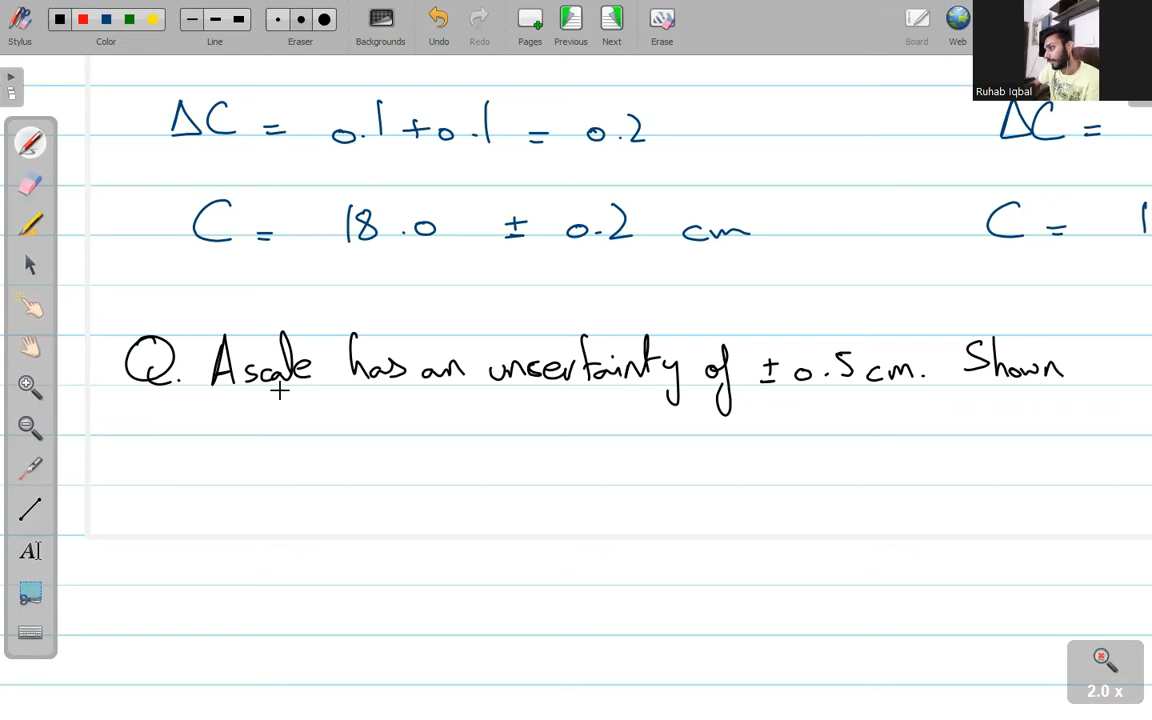 Stylus
Color
Line
Eraser
Backgrounds
Undo
Redo
Pages
Previous
Next
Erase
Board
Web
Ruhab Iqbal
ΔC = 0.1 + 0.1 = 0.2
ΔC =
C = 18.0 ± 0.2 cm
C = 1
Q. A scale has an uncertainty of ± 0.5 cm. Shown
2.0 x